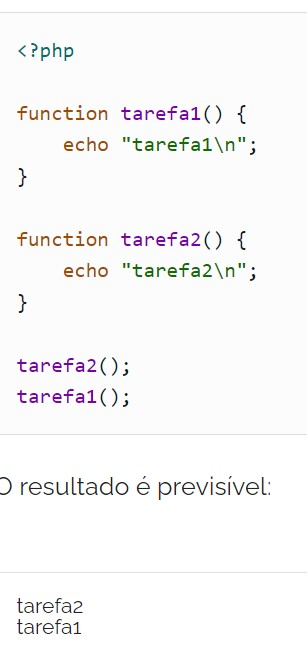 <?php
function tarefa1() {
    echo "tarefa1\n";
}
function tarefa2() {
    echo "tarefa2\n";
}
tarefa2();
tarefa1();
O resultado é previsível:
tarefa2
tarefa1